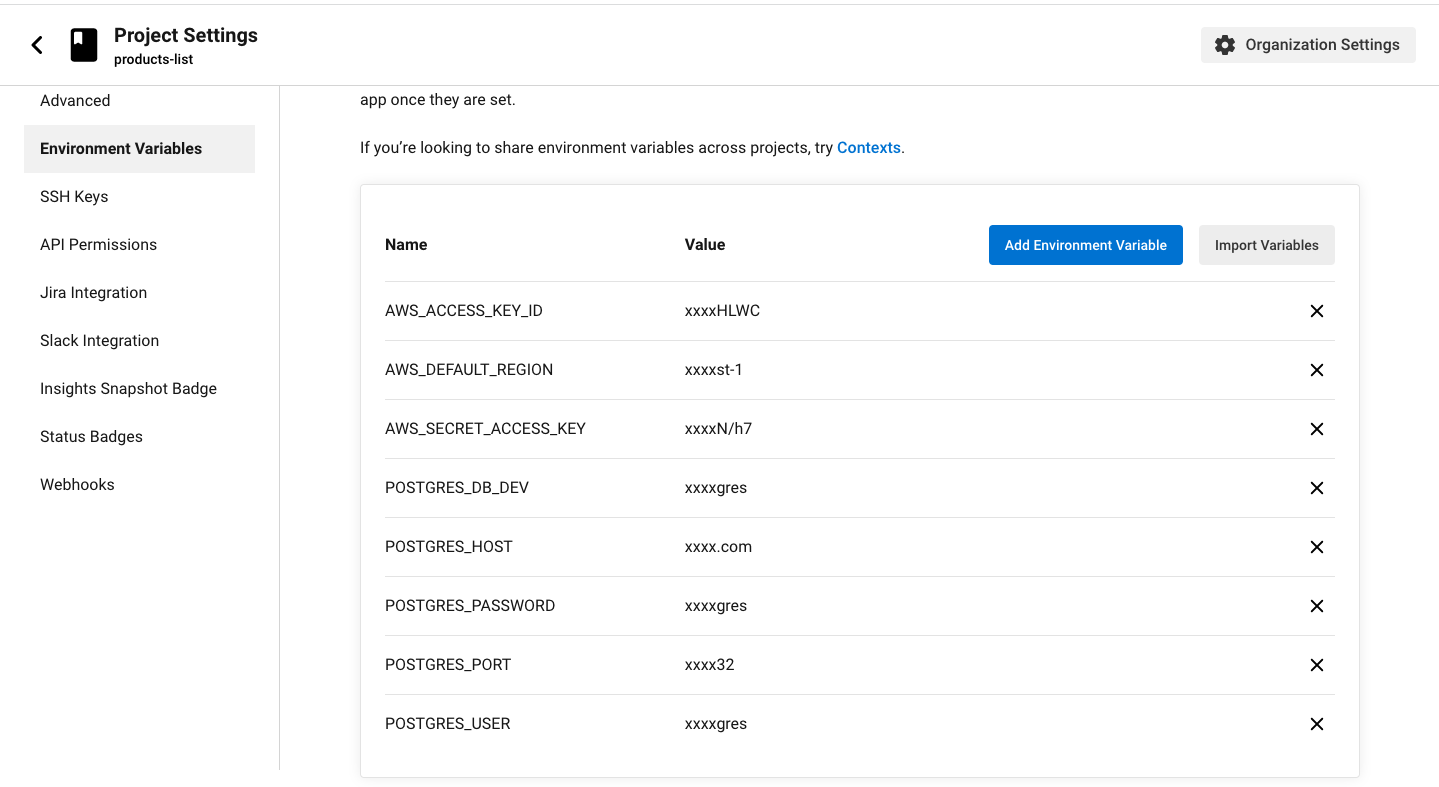 Project Settings
products-list
Organization Settings
Advanced
Environment Variables
SSH Keys
API Permissions
Jira Integration
Slack Integration
Insights Snapshot Badge
Status Badges
Webhooks
app once they are set.
If you’re looking to share environment variables across projects, try Contexts.
Name Value Add Environment Variable Import Variables
AWS_ACCESS_KEY_ID xxxxHLWC
AWS_DEFAULT_REGION xxxxst-1
AWS_SECRET_ACCESS_KEY xxxxN/h7
POSTGRES_DB_DEV xxxxgres
POSTGRES_HOST xxxx.com
POSTGRES_PASSWORD xxxxgres
POSTGRES_PORT xxxx32
POSTGRES_USER xxxxgres